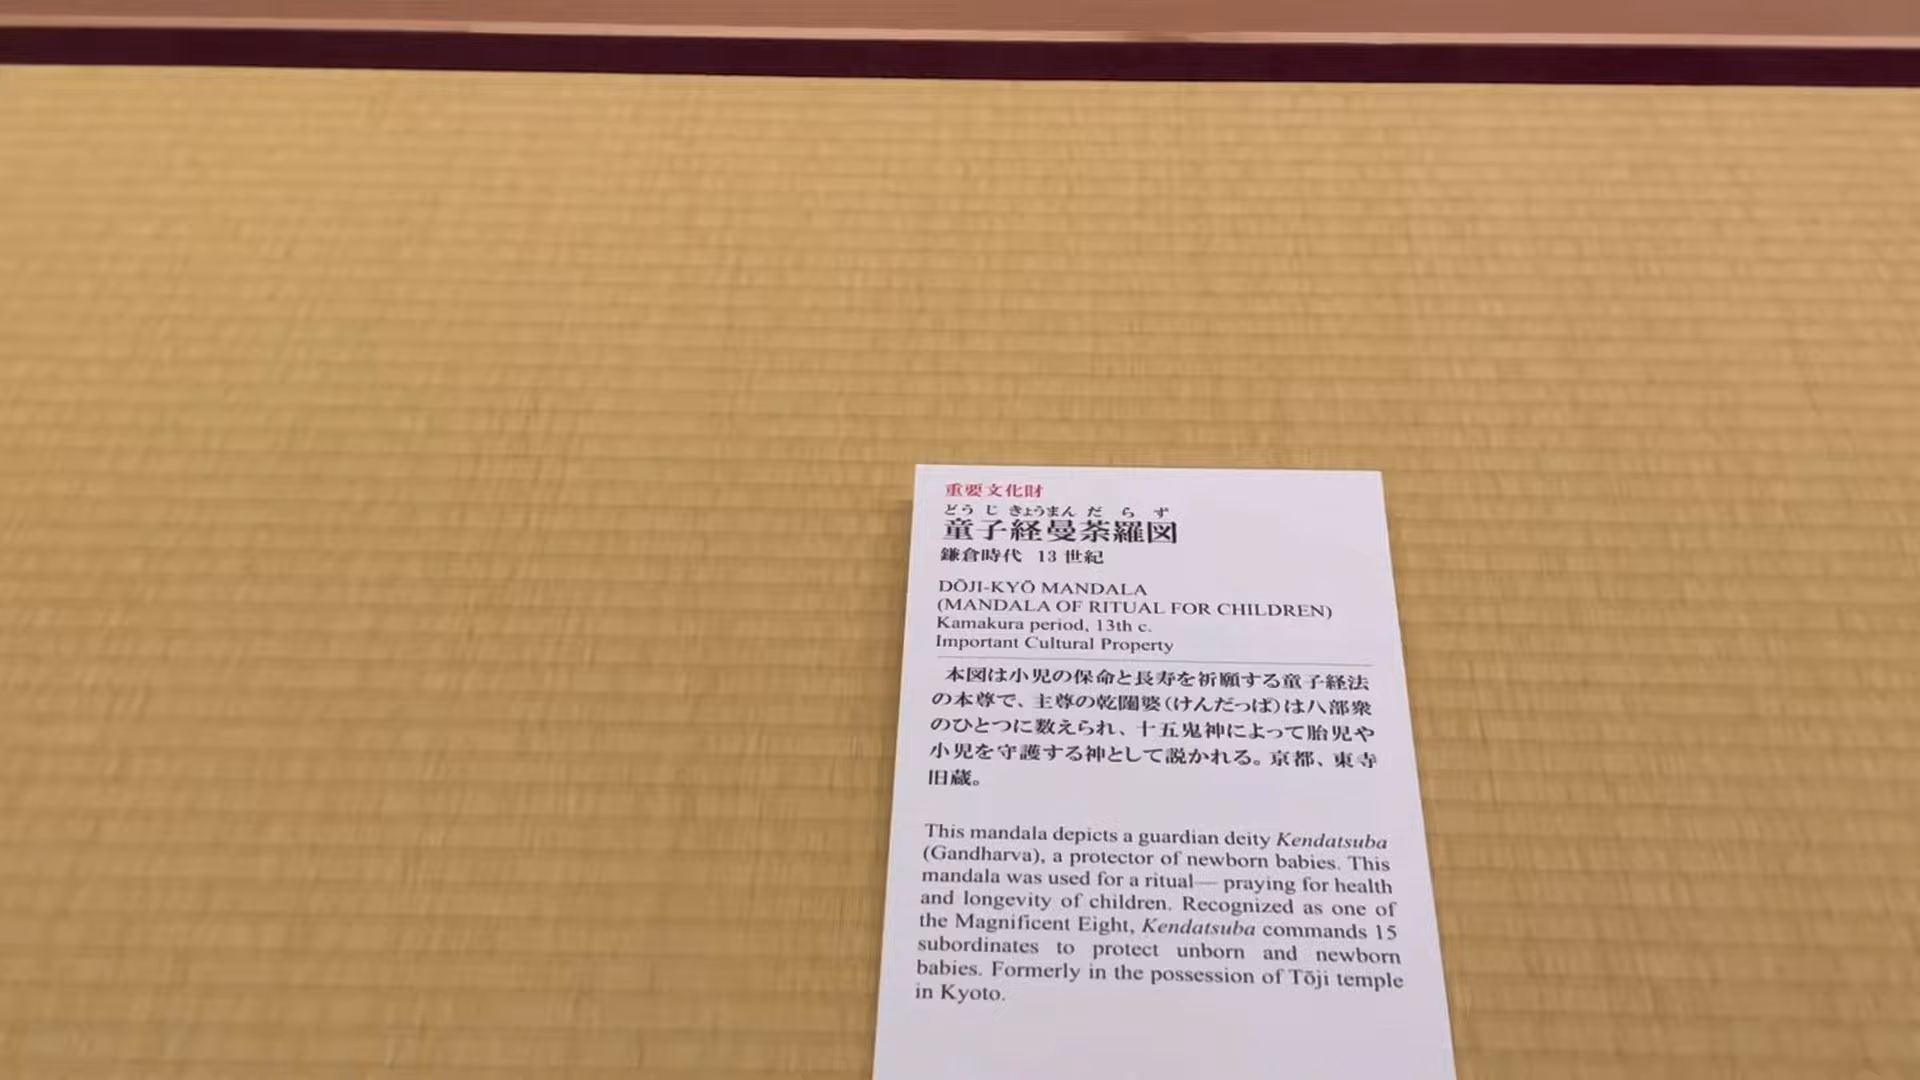 重要文化財
どうじきょうまんだらず
童子経曼荼羅図
鎌倉時代 13世紀
DŌJI-KYŌ MANDALA
(MANDALA OF RITUAL FOR CHILDREN)
Kamakura period, 13th c.
Important Cultural Property
本図は小児の保命と長寿を祈願する童子経法
の本尊で、主尊の乾闥婆(けんだっぱ)は八部衆
のひとつに数えられ、十五鬼神によって胎児や
小児を守護する神として説かれる。京都、東寺
旧蔵。
This mandala depicts a guardian deity Kendatsuba
(Gandharva), a protector of newborn babies. This
mandala was used for a ritual— praying for health
and longevity of children. Recognized as one of
the Magnificent Eight, Kendatsuba commands 15
subordinates to protect unborn and newborn
babies. Formerly in the possession of Tōji temple
in Kyoto.